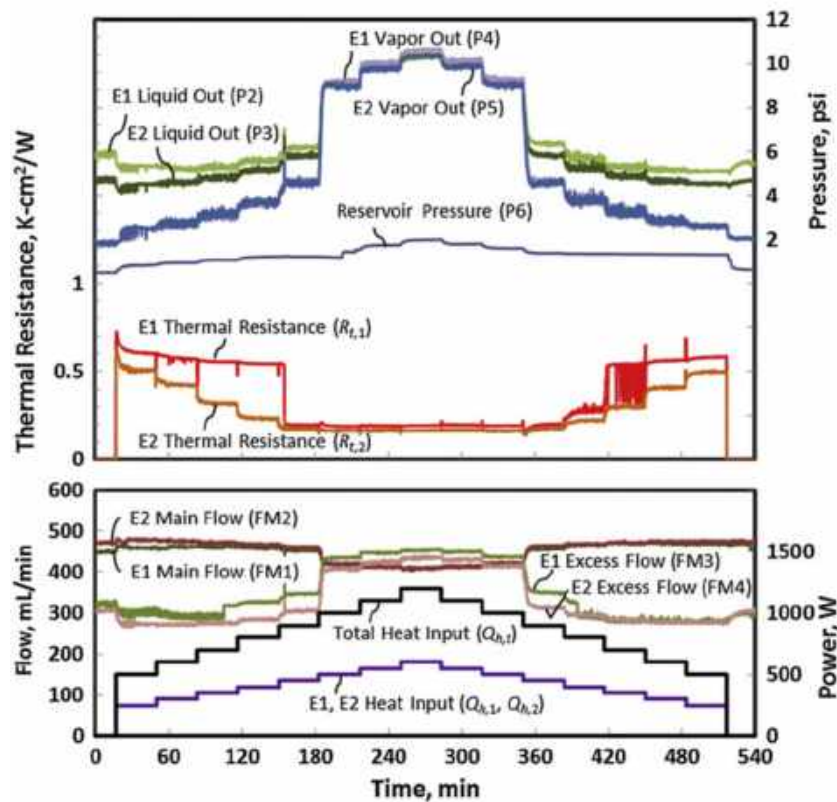 12
E1 Vapor Out (P4)
10
E1 Liquid Out (P2)
E2 Vapor Out (P5)
8
E2 Liquid Out (P3)
6
4
Reservoir Pressure (P6)
2
1
E1 Thermal Resistance (Rt,1)
0.5
E2 Thermal Resistance (Rt,2)
0
Thermal Resistance, K-cm²/W
Pressure, psi
600
E2 Main Flow (FM2)
500
1500
400
E1 Main Flow (FM1)
E1 Excess Flow (FM3)
E2 Excess Flow (FM4)
300
1000
Total Heat Input (Qh,t)
200
500
100
E1, E2 Heat Input (Qh,1, Qh,2)
0
0
Flow, mL/min
Power, W
0 60 120 180 240 300 360 420 480 540
Time, min